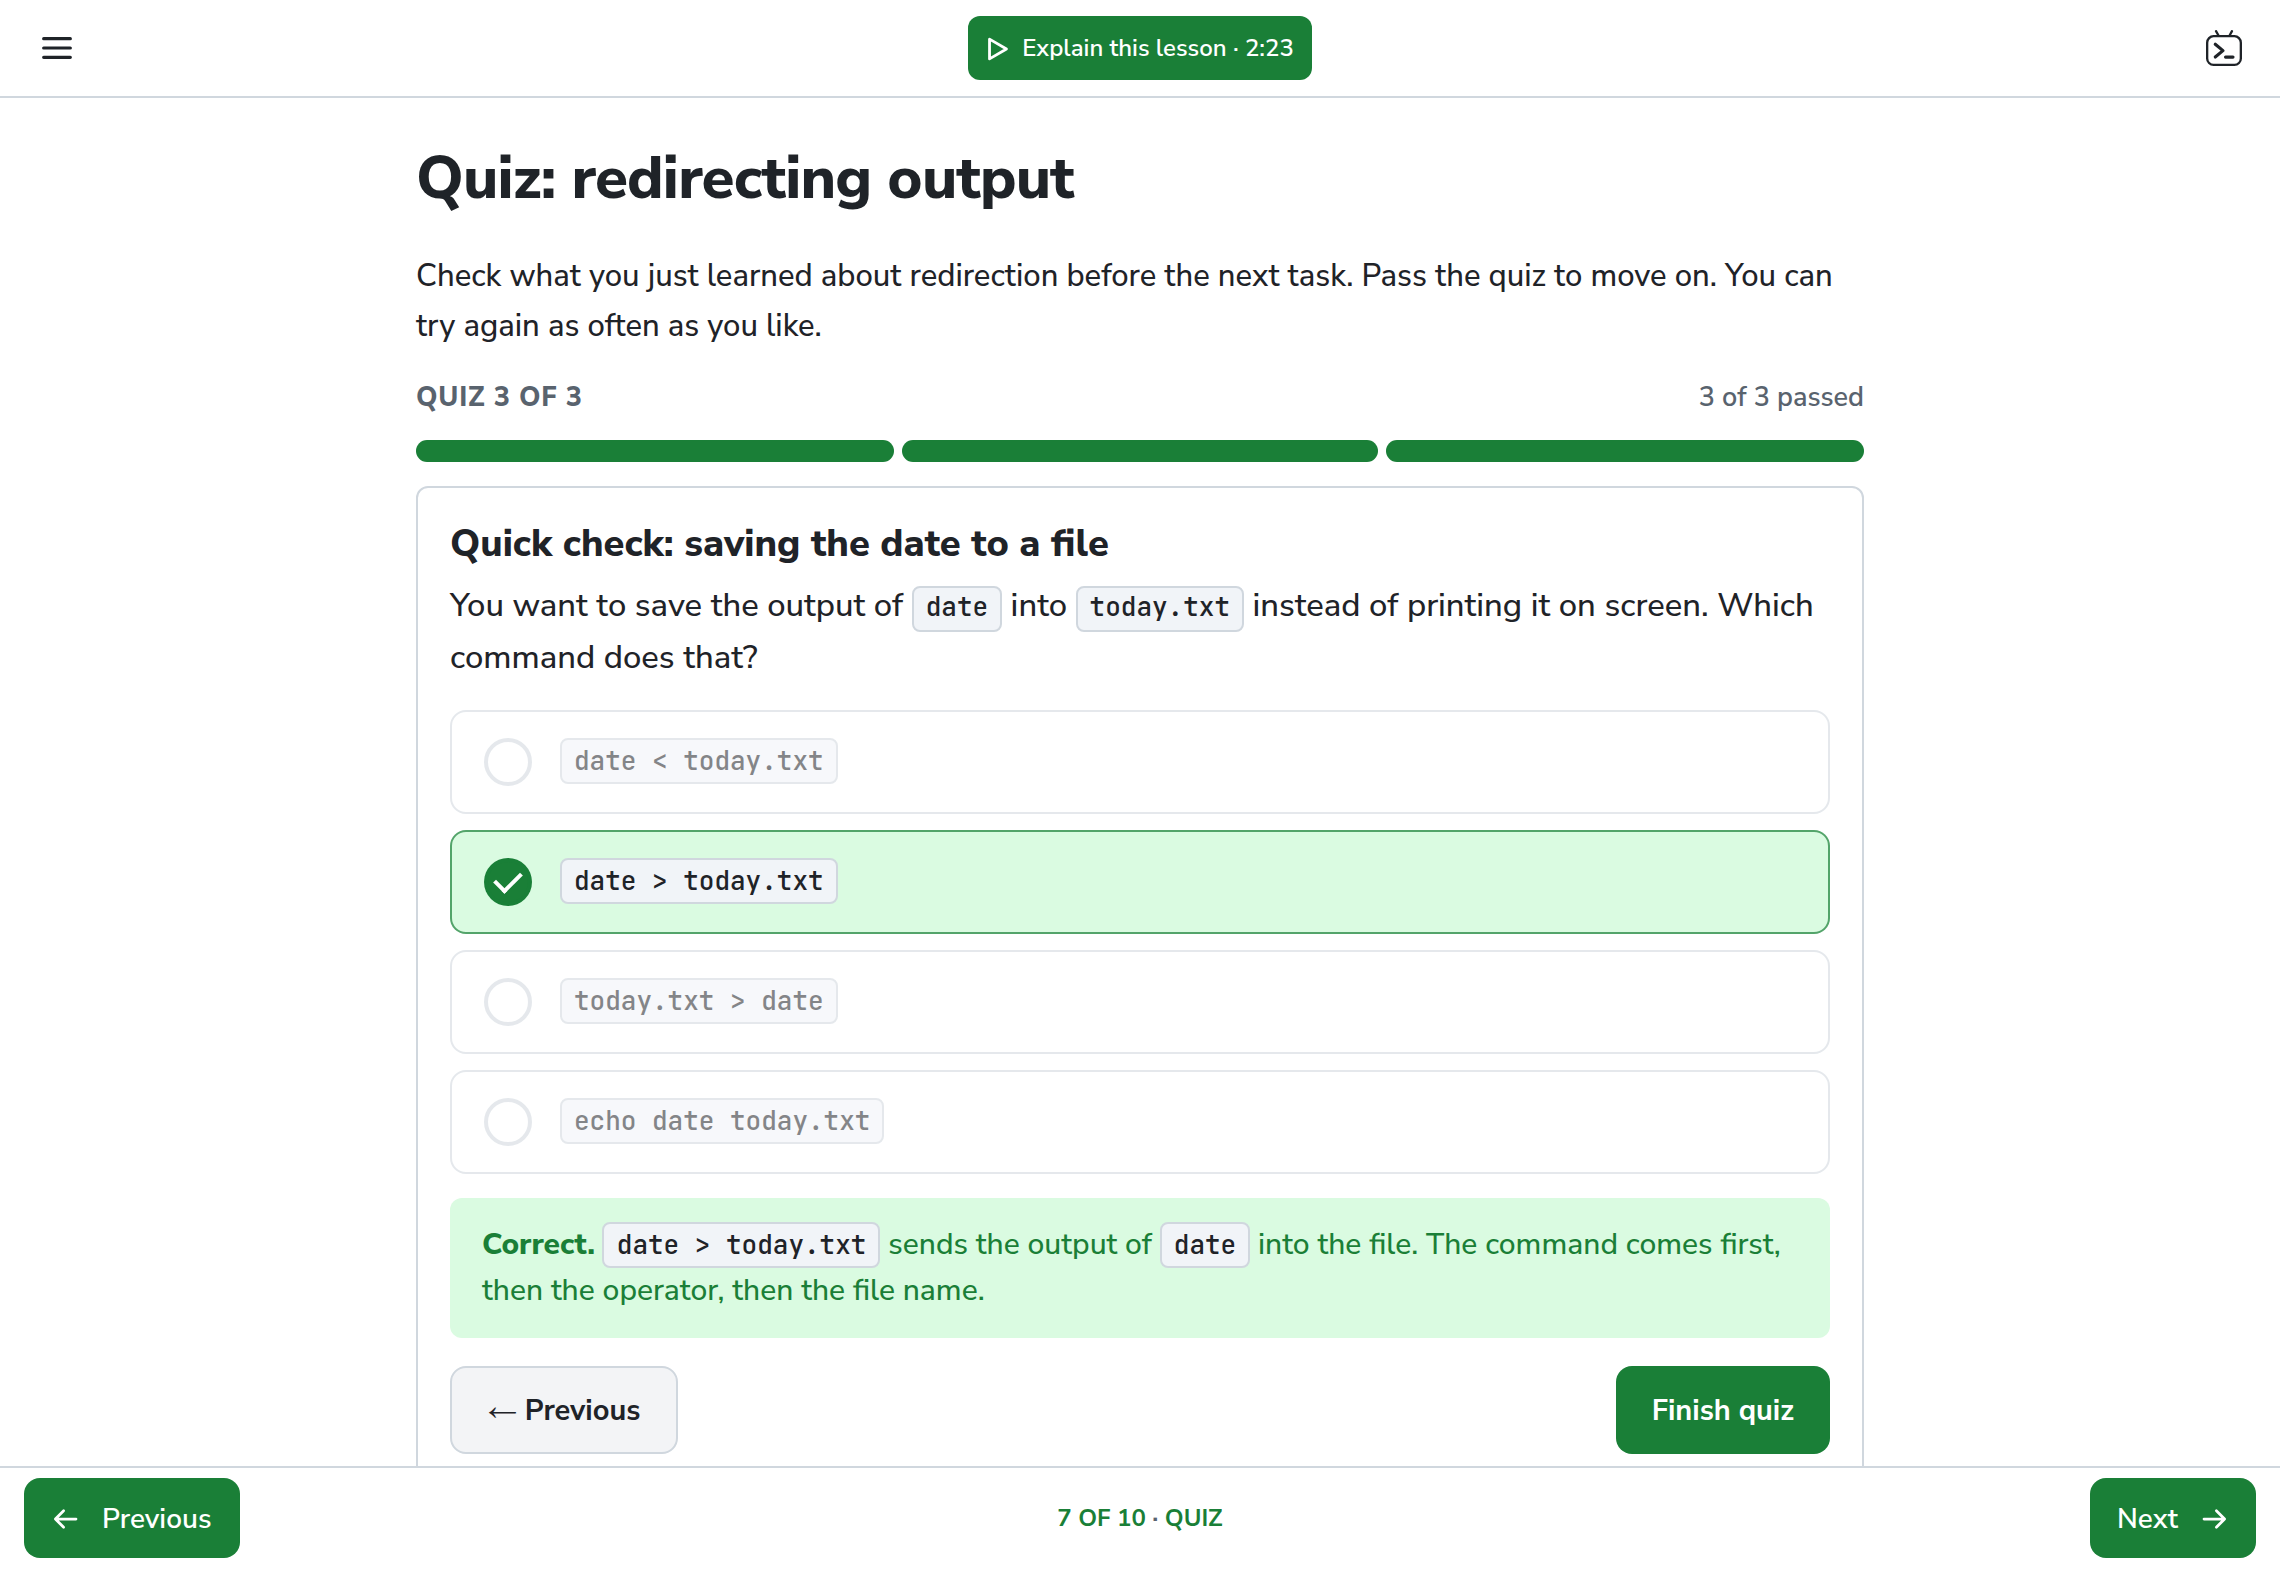 Explain this lesson · 2:23
Quiz: redirecting output
Check what you just learned about redirection before the next task. Pass the quiz to move on. You can
try again as often as you like.
QUIZ 3 OF 3
3 of 3 passed
Quick check: saving the date to a file
You want to save the output of date into today.txt instead of printing it on screen. Which
command does that?
date < today.txt
date > today.txt
today.txt > date
echo date today.txt
Correct. date > today.txt sends the output of date into the file. The command comes first,
then the operator, then the file name.
← Previous
Finish quiz
← Previous
7 OF 10 · QUIZ
Next →